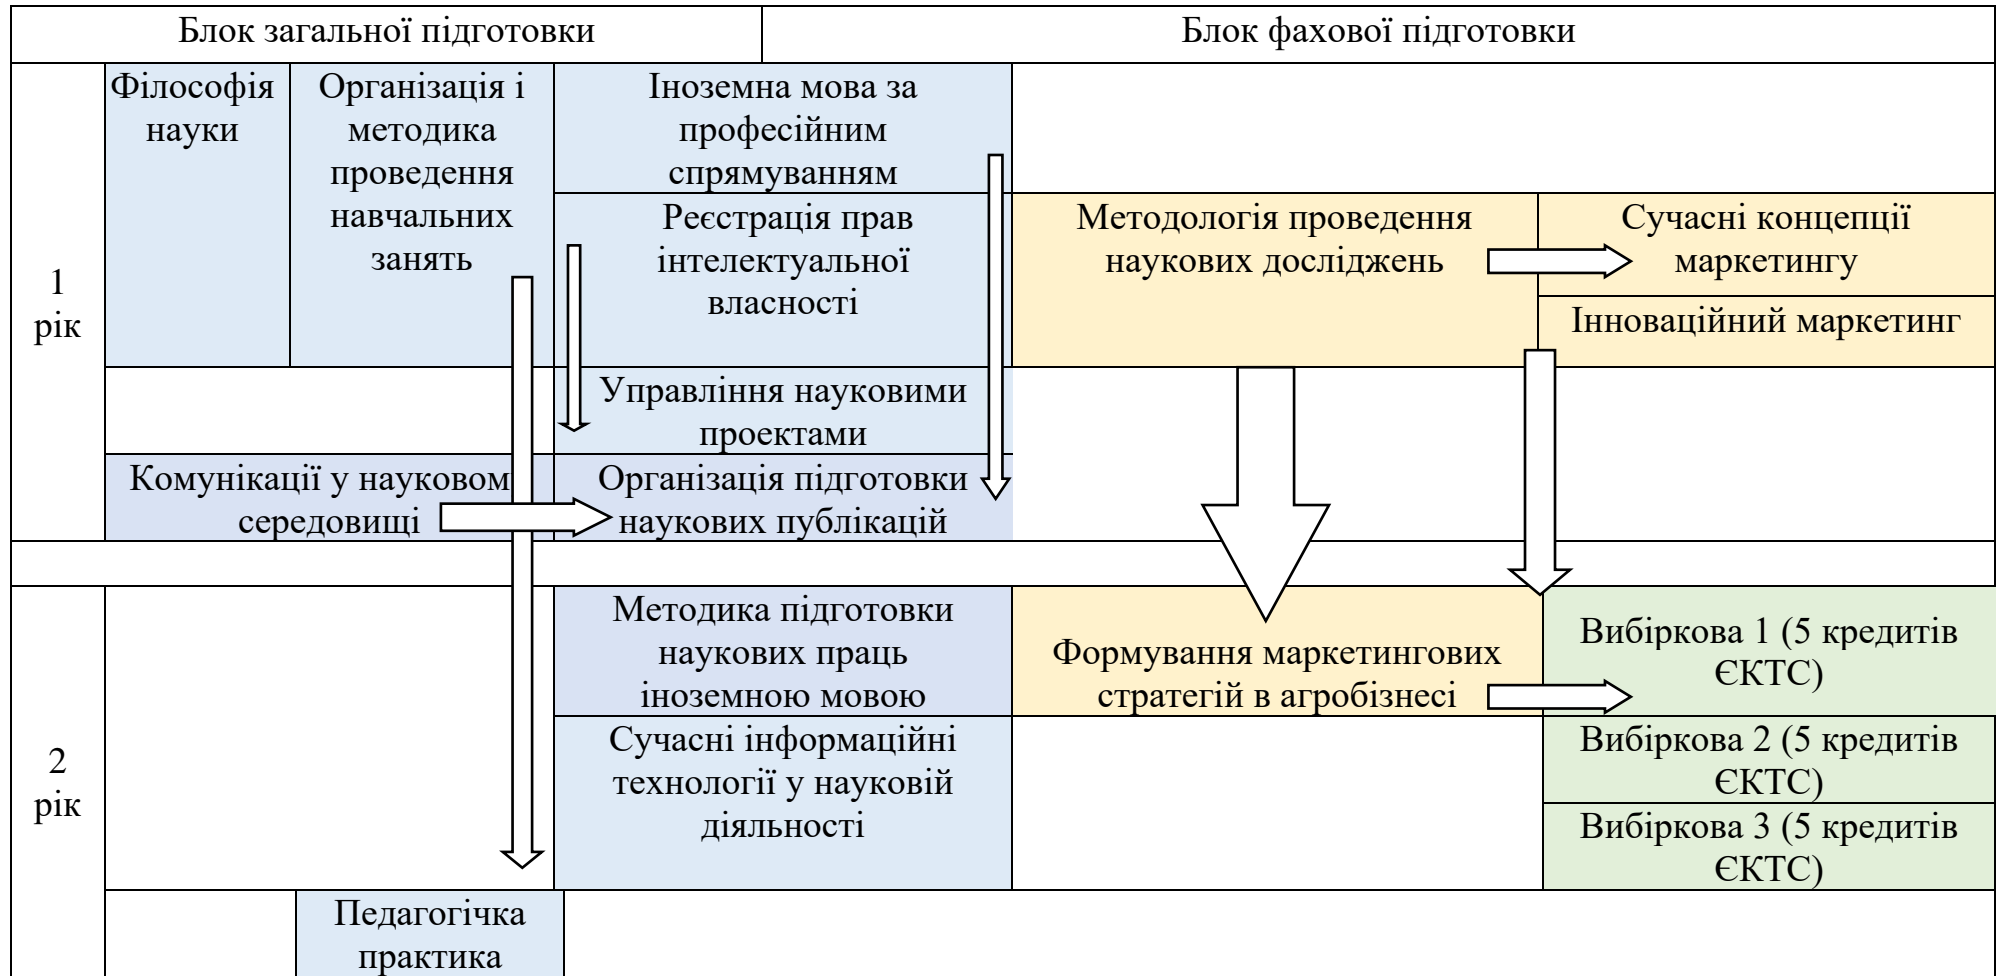 Блок загальної підготовки
Блок фахової підготовки
1
рік
Філософія
науки
Організація і
методика
проведення
навчальних
занять
Іноземна мова за
професійним
спрямуванням
Реєстрація прав
інтелектуальної
власності
Методологія проведення
наукових досліджень
Сучасні концепції
маркетингу
Інноваційний маркетинг
Управління науковими
проектами
Комунікації у науковом
середовищі
Організація підготовки
наукових публікацій
2
рік
Методика підготовки
наукових праць
іноземною мовою
Формування маркетингових
стратегій в агробізнесі
Вибіркова 1 (5 кредитів
ЄКТС)
Сучасні інформаційні
технології у науковій
діяльності
Вибіркова 2 (5 кредитів
ЄКТС)
Вибіркова 3 (5 кредитів
ЄКТС)
Педагогічка
практика